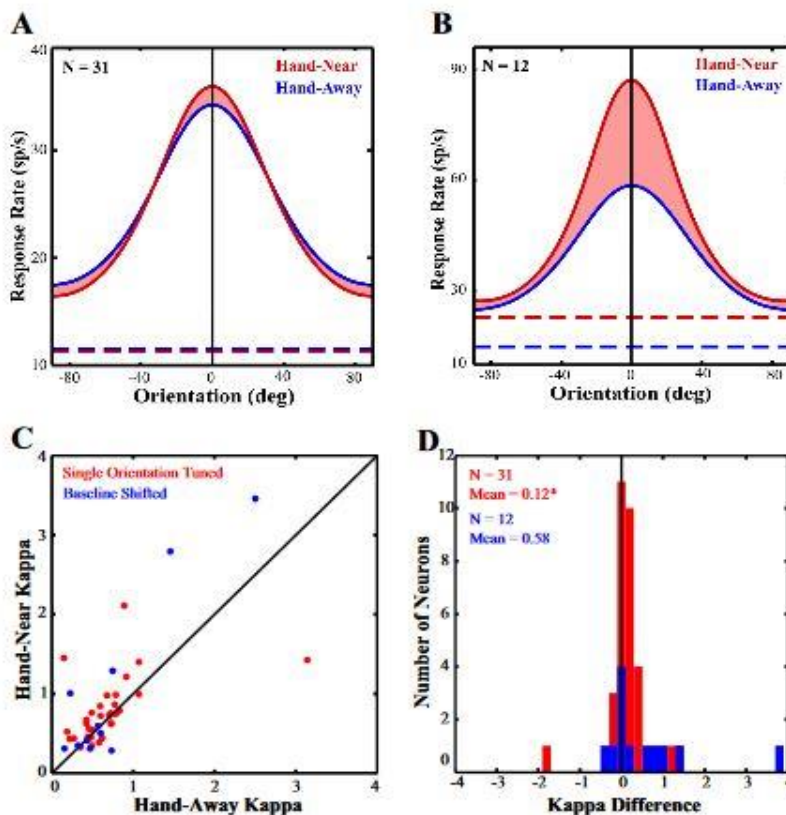 A
40
N = 31
Hand-Near
Hand-Away
30
20
10
Response Rate (sp/s)
-80
-40
0
40
80
Orientation (deg)
B
90
N = 12
Hand-Near
Hand-Away
60
30
10
Response Rate (sp/s)
-80
-40
0
40
80
Orientation (deg)
C
4
Single Orientation Tuned
Baseline Shifted
3
2
1
0
Hand-Near Kappa
0
1
2
3
4
Hand-Away Kappa
D
12
N = 31
Mean = 0.12*
N = 12
Mean = 0.58
10
8
6
4
2
0
Number of Neurons
-4
-3
-2
-1
0
1
2
3
4
Kappa Difference